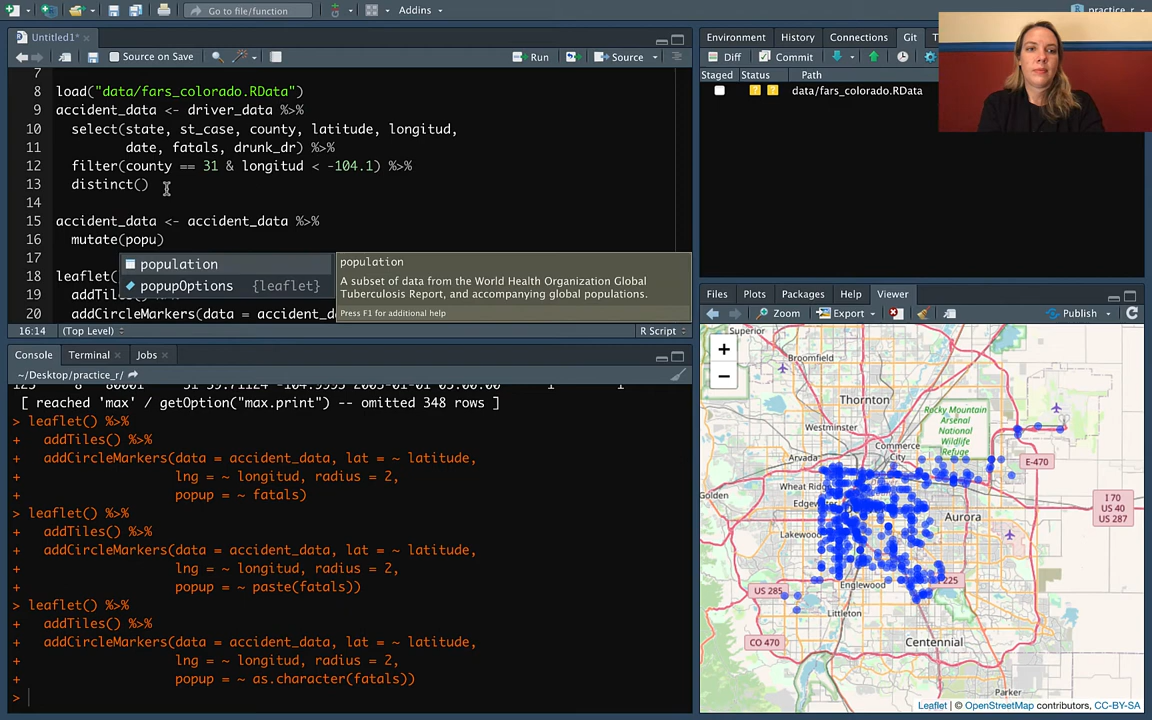 Go to file/function
Addins
practice_r
Untitled1*
Source on Save
Run
Source
7
8 load("data/fars_colorado.RData")
9 accident_data <- driver_data %>%
10 select(state, st_case, county, latitude, longitud,
11 date, fatals, drunk_dr) %>%
12 filter(county == 31 & longitud < -104.1) %>%
13 distinct()
14
15 accident_data <- accident_data %>%
16 mutate(popu)
17
18 leaflet(
19 addTil
20 addCircleMarkers(data = accident_d
population
popupOptions {leaflet}
population
A subset of data from the World Health Organization Global
Tuberculosis Report, and accompanying global populations.
Press F1 for additional help
16:14 (Top Level) R Script
Console Terminal Jobs
~/Desktop/practice_r/
[ reached 'max' / getOption("max.print") -- omitted 348 rows ]
> leaflet() %>%
+ addTiles() %>%
+ addCircleMarkers(data = accident_data, lat = ~ latitude,
+ lng = ~ longitud, radius = 2,
+ popup = ~ fatals)
> leaflet() %>%
+ addTiles() %>%
+ addCircleMarkers(data = accident_data, lat = ~ latitude,
+ lng = ~ longitud, radius = 2,
+ popup = ~ paste(fatals))
> leaflet() %>%
+ addTiles() %>%
+ addCircleMarkers(data = accident_data, lat = ~ latitude,
+ lng = ~ longitud, radius = 2,
+ popup = ~ as.character(fatals))
>
Environment History Connections Git
Diff Commit
Staged Status Path
data/fars_colorado.RData
Files Plots Packages Help Viewer
Zoom Export Publish
+
−
Superior
Broomfield
Thornton
Westminster
Rocky Mountain
Arsenal
National
Wildlife
Refuge
Commerce
City
Arvada
E-470
Wheat Ridge
Golden
Edgew
I 70
US 40
US 287
Aurora
Lakewood
US 285
Englewood
I 225
Littleton
CO 470
Centennial
Parker
Leaflet | © OpenStreetMap contributors, CC-BY-SA